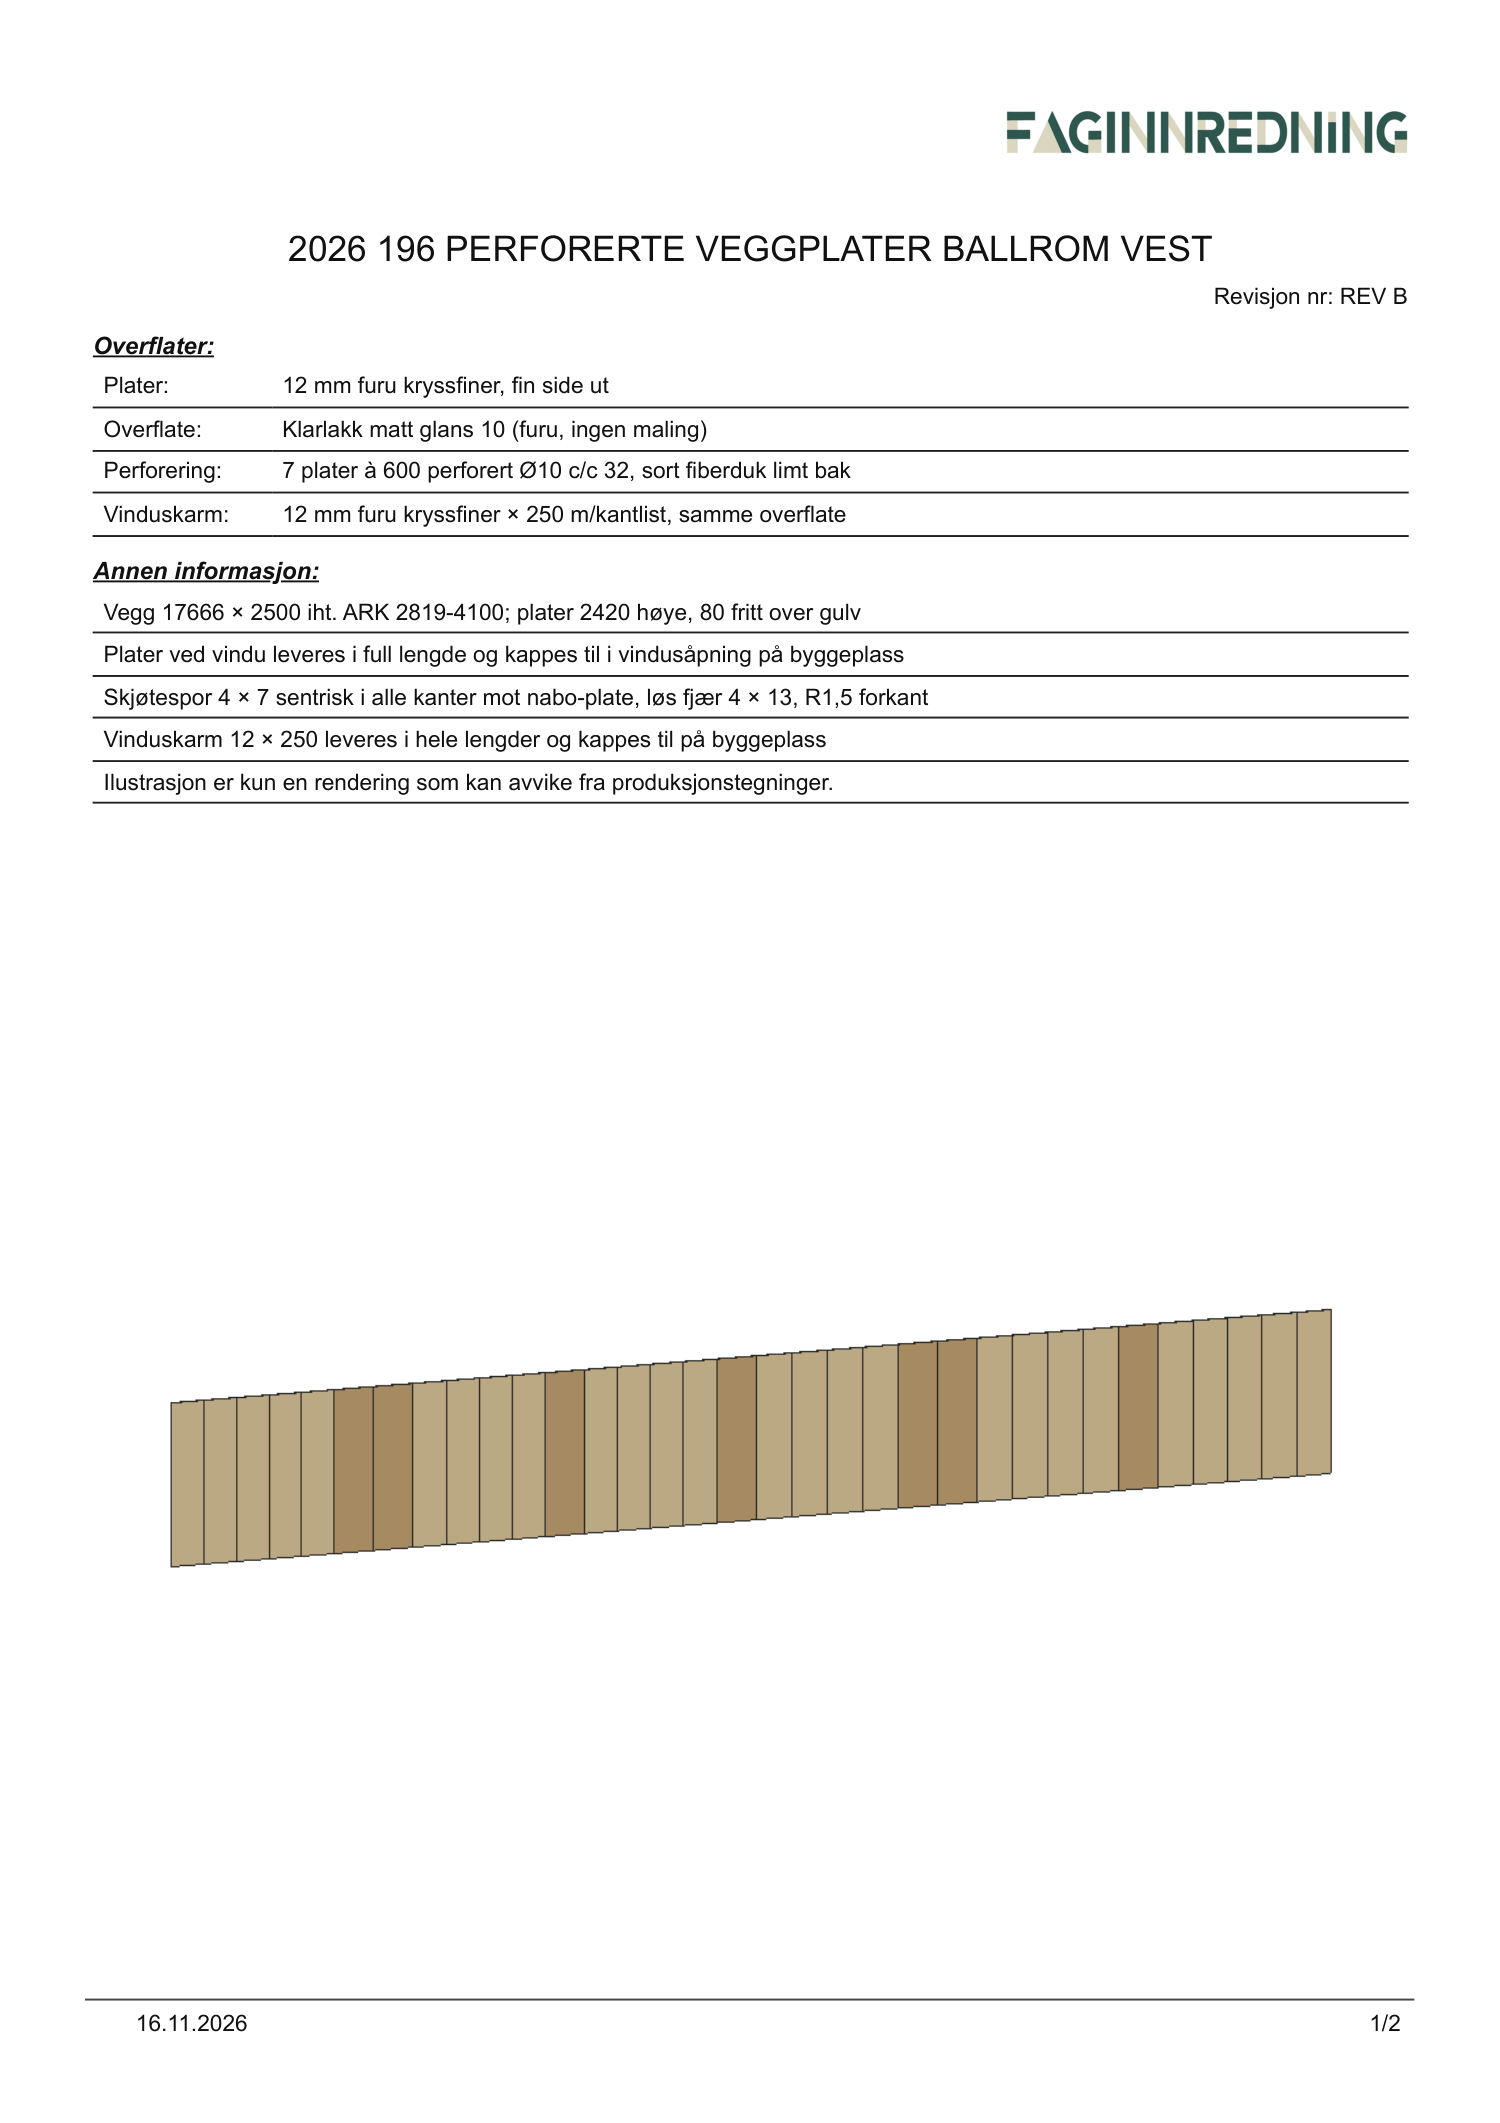 FAGINNREDNING
2026 196 PERFORERTE VEGGPLATER BALLROM VEST
Revisjon nr: REV B
Overflater:
Plater: 12 mm furu kryssfiner, fin side ut
Overflate: Klarlakk matt glans 10 (furu, ingen maling)
Perforering: 7 plater à 600 perforert Ø10 c/c 32, sort fiberduk limt bak
Vinduskarm: 12 mm furu kryssfiner × 250 m/kantlist, samme overflate
Annen informasjon:
Vegg 17666 × 2500 iht. ARK 2819-4100; plater 2420 høye, 80 fritt over gulv
Plater ved vindu leveres i full lengde og kappes til i vindusåpning på byggeplass
Skjøtespor 4 × 7 sentrisk i alle kanter mot nabo-plate, løs fjær 4 × 13, R1,5 forkant
Vinduskarm 12 × 250 leveres i hele lengder og kappes til på byggeplass
Ilustrasjon er kun en rendering som kan avvike fra produksjonstegninger.
16.11.2026 1/2